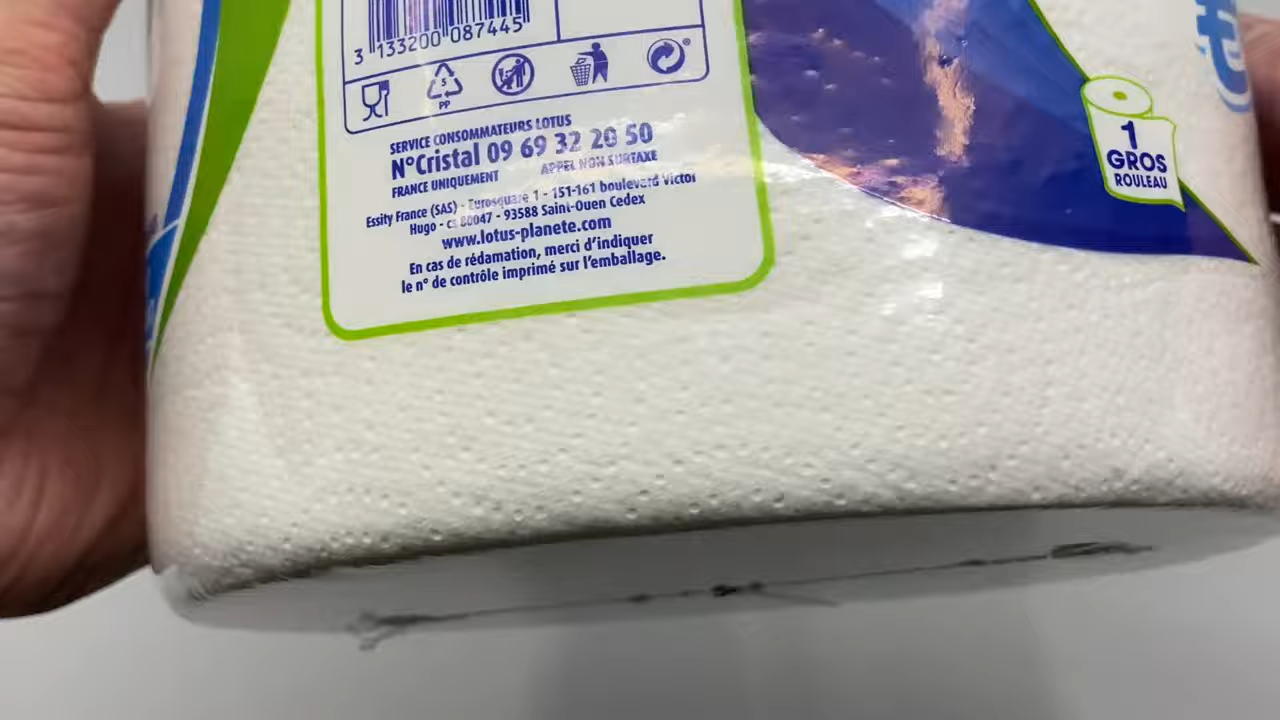 3 133200 087445
5
PP
SERVICE CONSOMMATEURS LOTUS
N°Cristal 09 69 32 20 50
APPEL NON SURTAXE
FRANCE UNIQUEMENT
Essity France (SAS) - Eurosquare 1 - 151-161 boulevard Victor
Hugo - cs 80047 - 93588 Saint-Ouen Cedex
www.lotus-planete.com
En cas de rédamation, merci d'indiquer
le n° de contrôle imprimé sur l'emballage.
1
GROS
ROULEAU